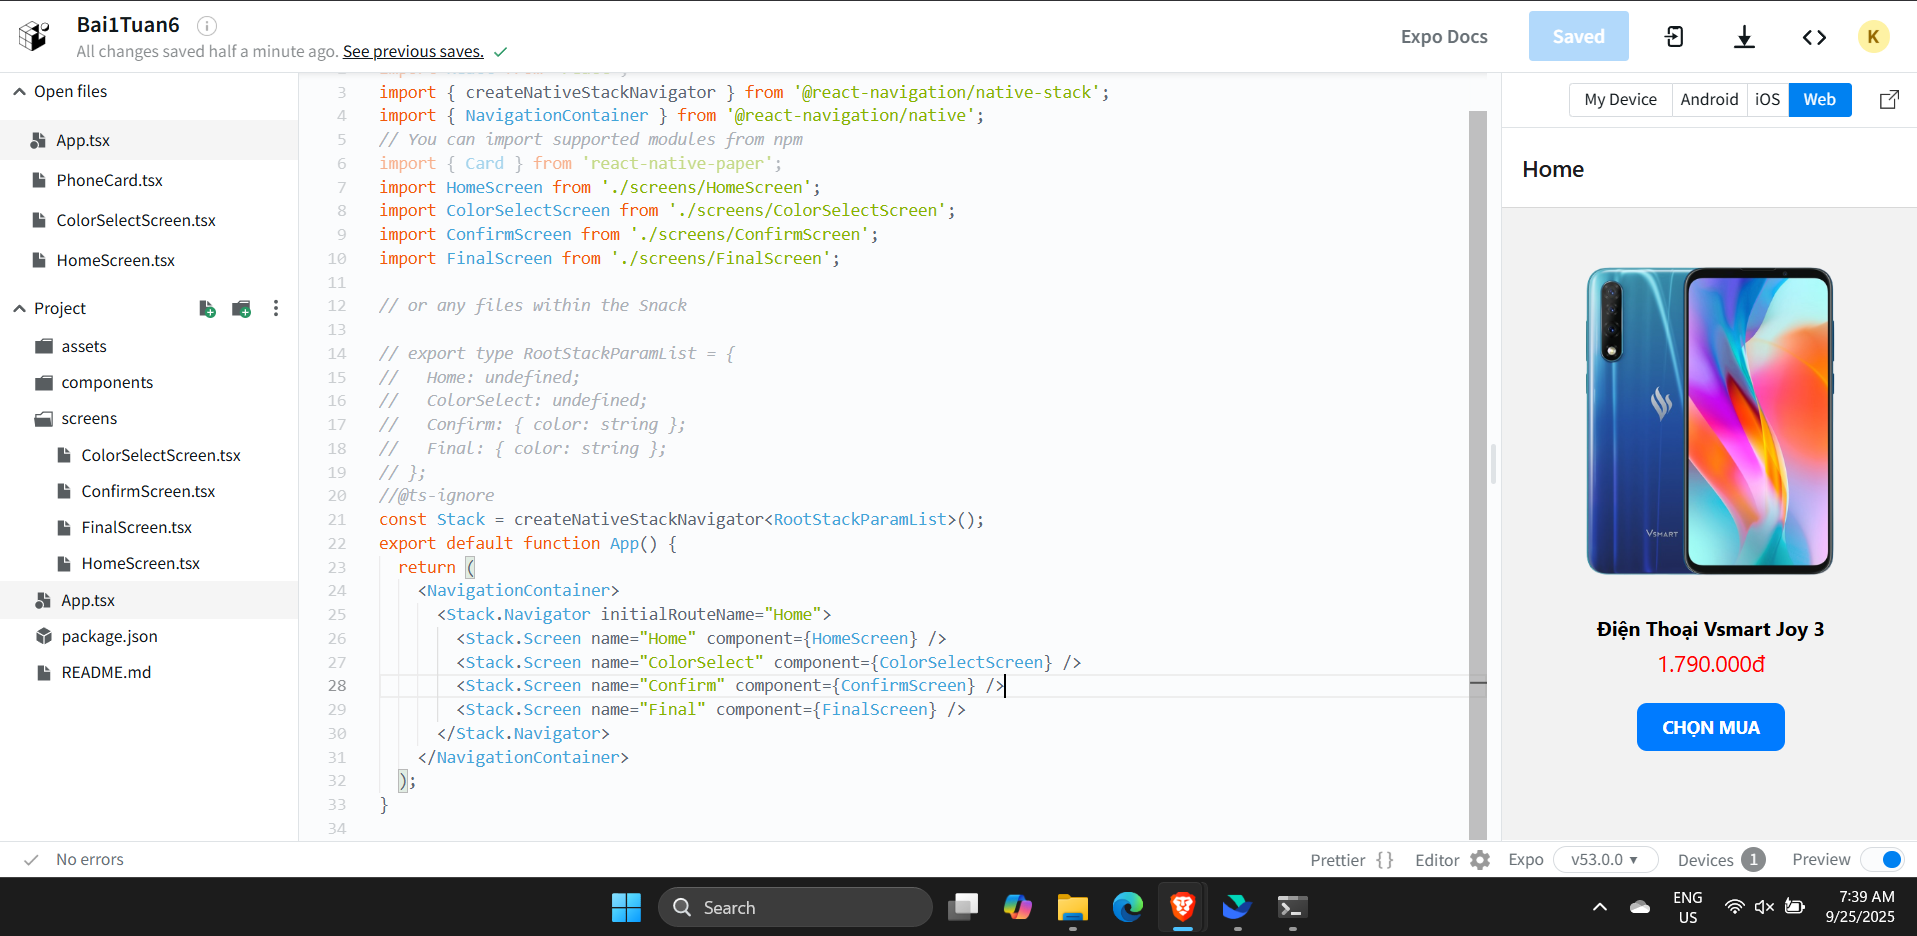 Bai1Tuan6
All changes saved half a minute ago. See previous saves.
Expo Docs
Saved
K
Open files
App.tsx
PhoneCard.tsx
ColorSelectScreen.tsx
HomeScreen.tsx
Project
assets
components
screens
ColorSelectScreen.tsx
ConfirmScreen.tsx
FinalScreen.tsx
HomeScreen.tsx
App.tsx
package.json
README.md
3 import { createNativeStackNavigator } from '@react-navigation/native-stack';
4 import { NavigationContainer } from '@react-navigation/native';
5 // You can import supported modules from npm
6 import { Card } from 'react-native-paper';
7 import HomeScreen from './screens/HomeScreen';
8 import ColorSelectScreen from './screens/ColorSelectScreen';
9 import ConfirmScreen from './screens/ConfirmScreen';
10 import FinalScreen from './screens/FinalScreen';
11
12 // or any files within the Snack
13
14 // export type RootStackParamList = {
15 //   Home: undefined;
16 //   ColorSelect: undefined;
17 //   Confirm: { color: string };
18 //   Final: { color: string };
19 // };
20 //@ts-ignore
21 const Stack = createNativeStackNavigator<RootStackParamList>();
22 export default function App() {
23   return (
24     <NavigationContainer>
25       <Stack.Navigator initialRouteName="Home">
26         <Stack.Screen name="Home" component={HomeScreen} />
27         <Stack.Screen name="ColorSelect" component={ColorSelectScreen} />
28         <Stack.Screen name="Confirm" component={ConfirmScreen} />
29         <Stack.Screen name="Final" component={FinalScreen} />
30       </Stack.Navigator>
31     </NavigationContainer>
32   );
33 }
34
My Device Android iOS Web
Home
VSMART
Điện Thoại Vsmart Joy 3
1.790.000đ
CHỌN MUA
No errors
Prettier {} Editor Expo v53.0.0 Devices 1 Preview
Search
ENG
US
7:39 AM
9/25/2025